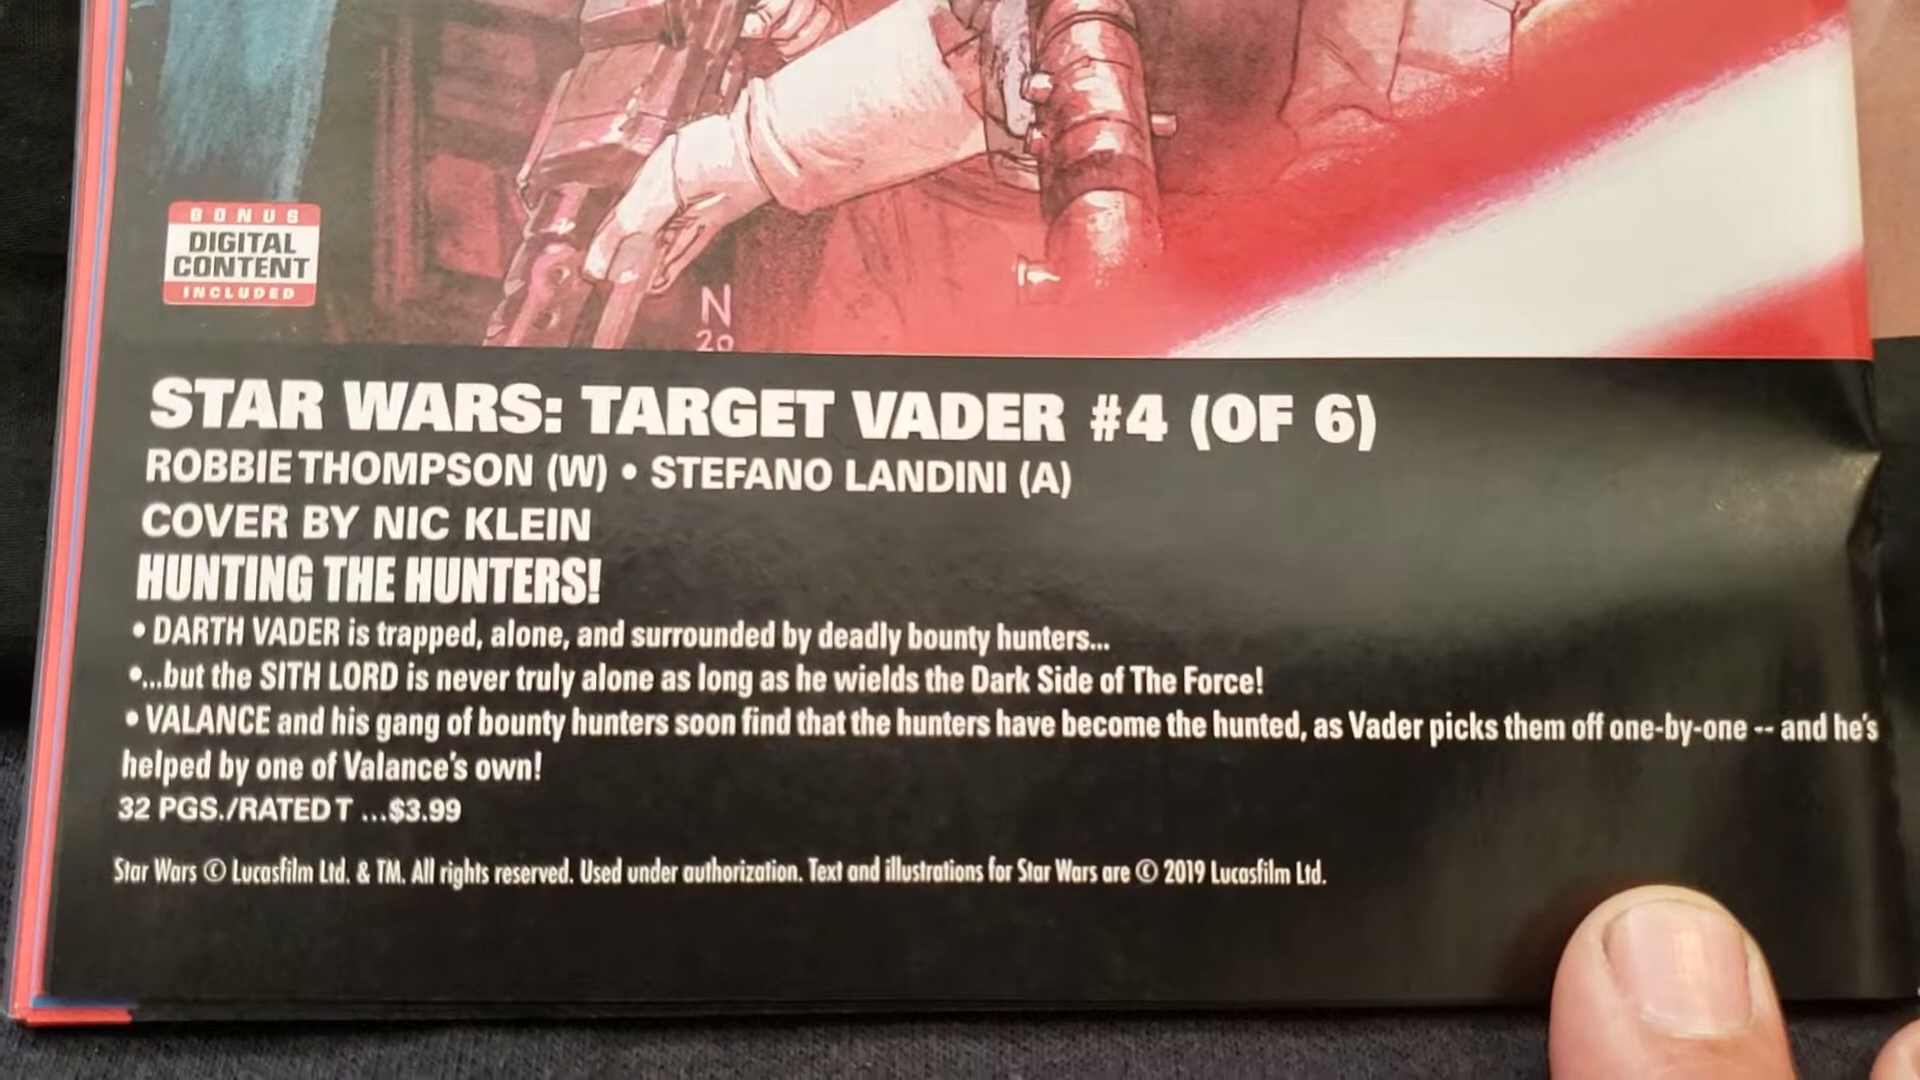 BONUS
DIGITAL
CONTENT
INCLUDED
N
20
STAR WARS: TARGET VADER #4 (OF 6)
ROBBIE THOMPSON (W) • STEFANO LANDINI (A)
COVER BY NIC KLEIN
HUNTING THE HUNTERS!
• DARTH VADER is trapped, alone, and surrounded by deadly bounty hunters...
•...but the SITH LORD is never truly alone as long as he wields the Dark Side of The Force!
• VALANCE and his gang of bounty hunters soon find that the hunters have become the hunted, as Vader picks them off one-by-one -- and he's
helped by one of Valance's own!
32 PGS./RATED T ...$3.99
Star Wars © Lucasfilm Ltd. & TM. All rights reserved. Used under authorization. Text and illustrations for Star Wars are © 2019 Lucasfilm Ltd.